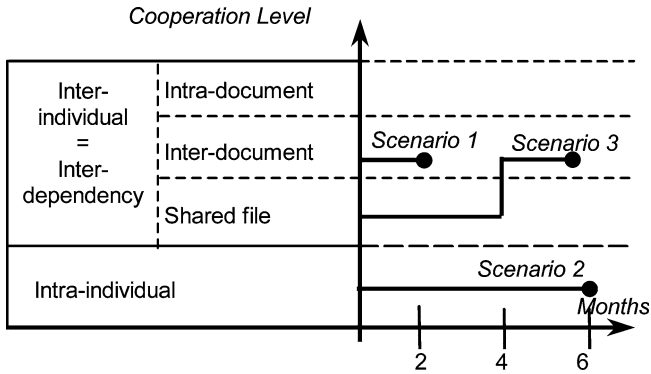 Cooperation Level
Inter-
individual
=
Inter-
dependency
Intra-document
Inter-document
Shared file
Scenario 1
Scenario 3
Intra-individual
Scenario 2
Months
2
4
6